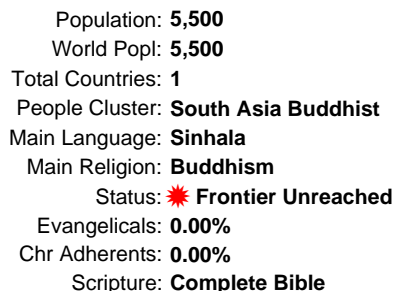 Population: 5,500
World Popl: 5,500
Total Countries: 1
People Cluster: South Asia Buddhist
Main Language: Sinhala
Main Religion: Buddhism
Status: Frontier Unreached
Evangelicals: 0.00%
Chr Adherents: 0.00%
Scripture: Complete Bible